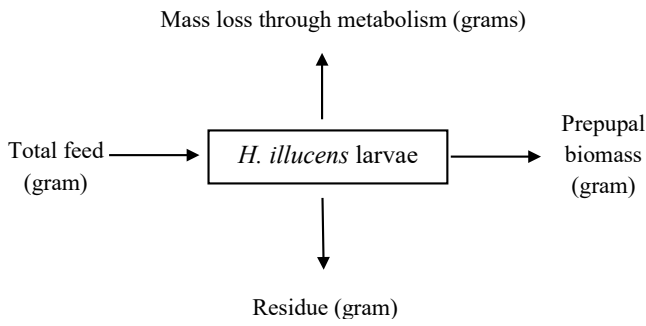 Mass loss through metabolism (grams)
Total feed
(gram)
H. illucens larvae
Prepupal
biomass
(gram)
Residue (gram)